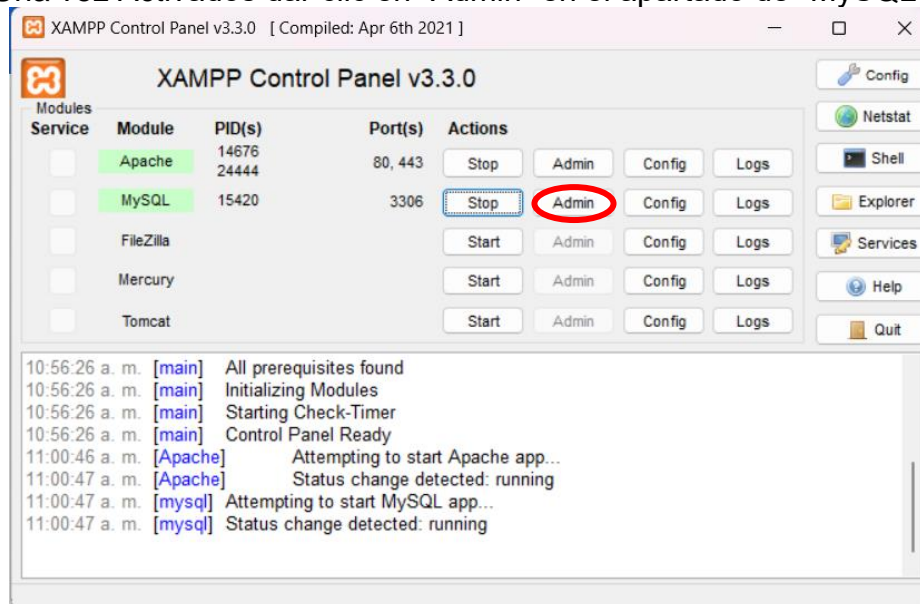 XAMPP Control Panel v3.3.0 [ Compiled: Apr 6th 2021 ]
XAMPP Control Panel v3.3.0
Config
Modules
Service Module PID(s) Port(s) Actions
Netstat
Apache 14676 24444 80, 443 Stop Admin Config Logs
Shell
MySQL 15420 3306 Stop Admin Config Logs
Explorer
FileZilla Start Admin Config Logs
Services
Mercury Start Admin Config Logs
Help
Tomcat Start Admin Config Logs
Quit
10:56:26 a. m. [main] All prerequisites found
10:56:26 a. m. [main] Initializing Modules
10:56:26 a. m. [main] Starting Check-Timer
10:56:26 a. m. [main] Control Panel Ready
11:00:46 a. m. [Apache] Attempting to start Apache app...
11:00:47 a. m. [Apache] Status change detected: running
11:00:47 a. m. [mysql] Attempting to start MySQL app...
11:00:47 a. m. [mysql] Status change detected: running